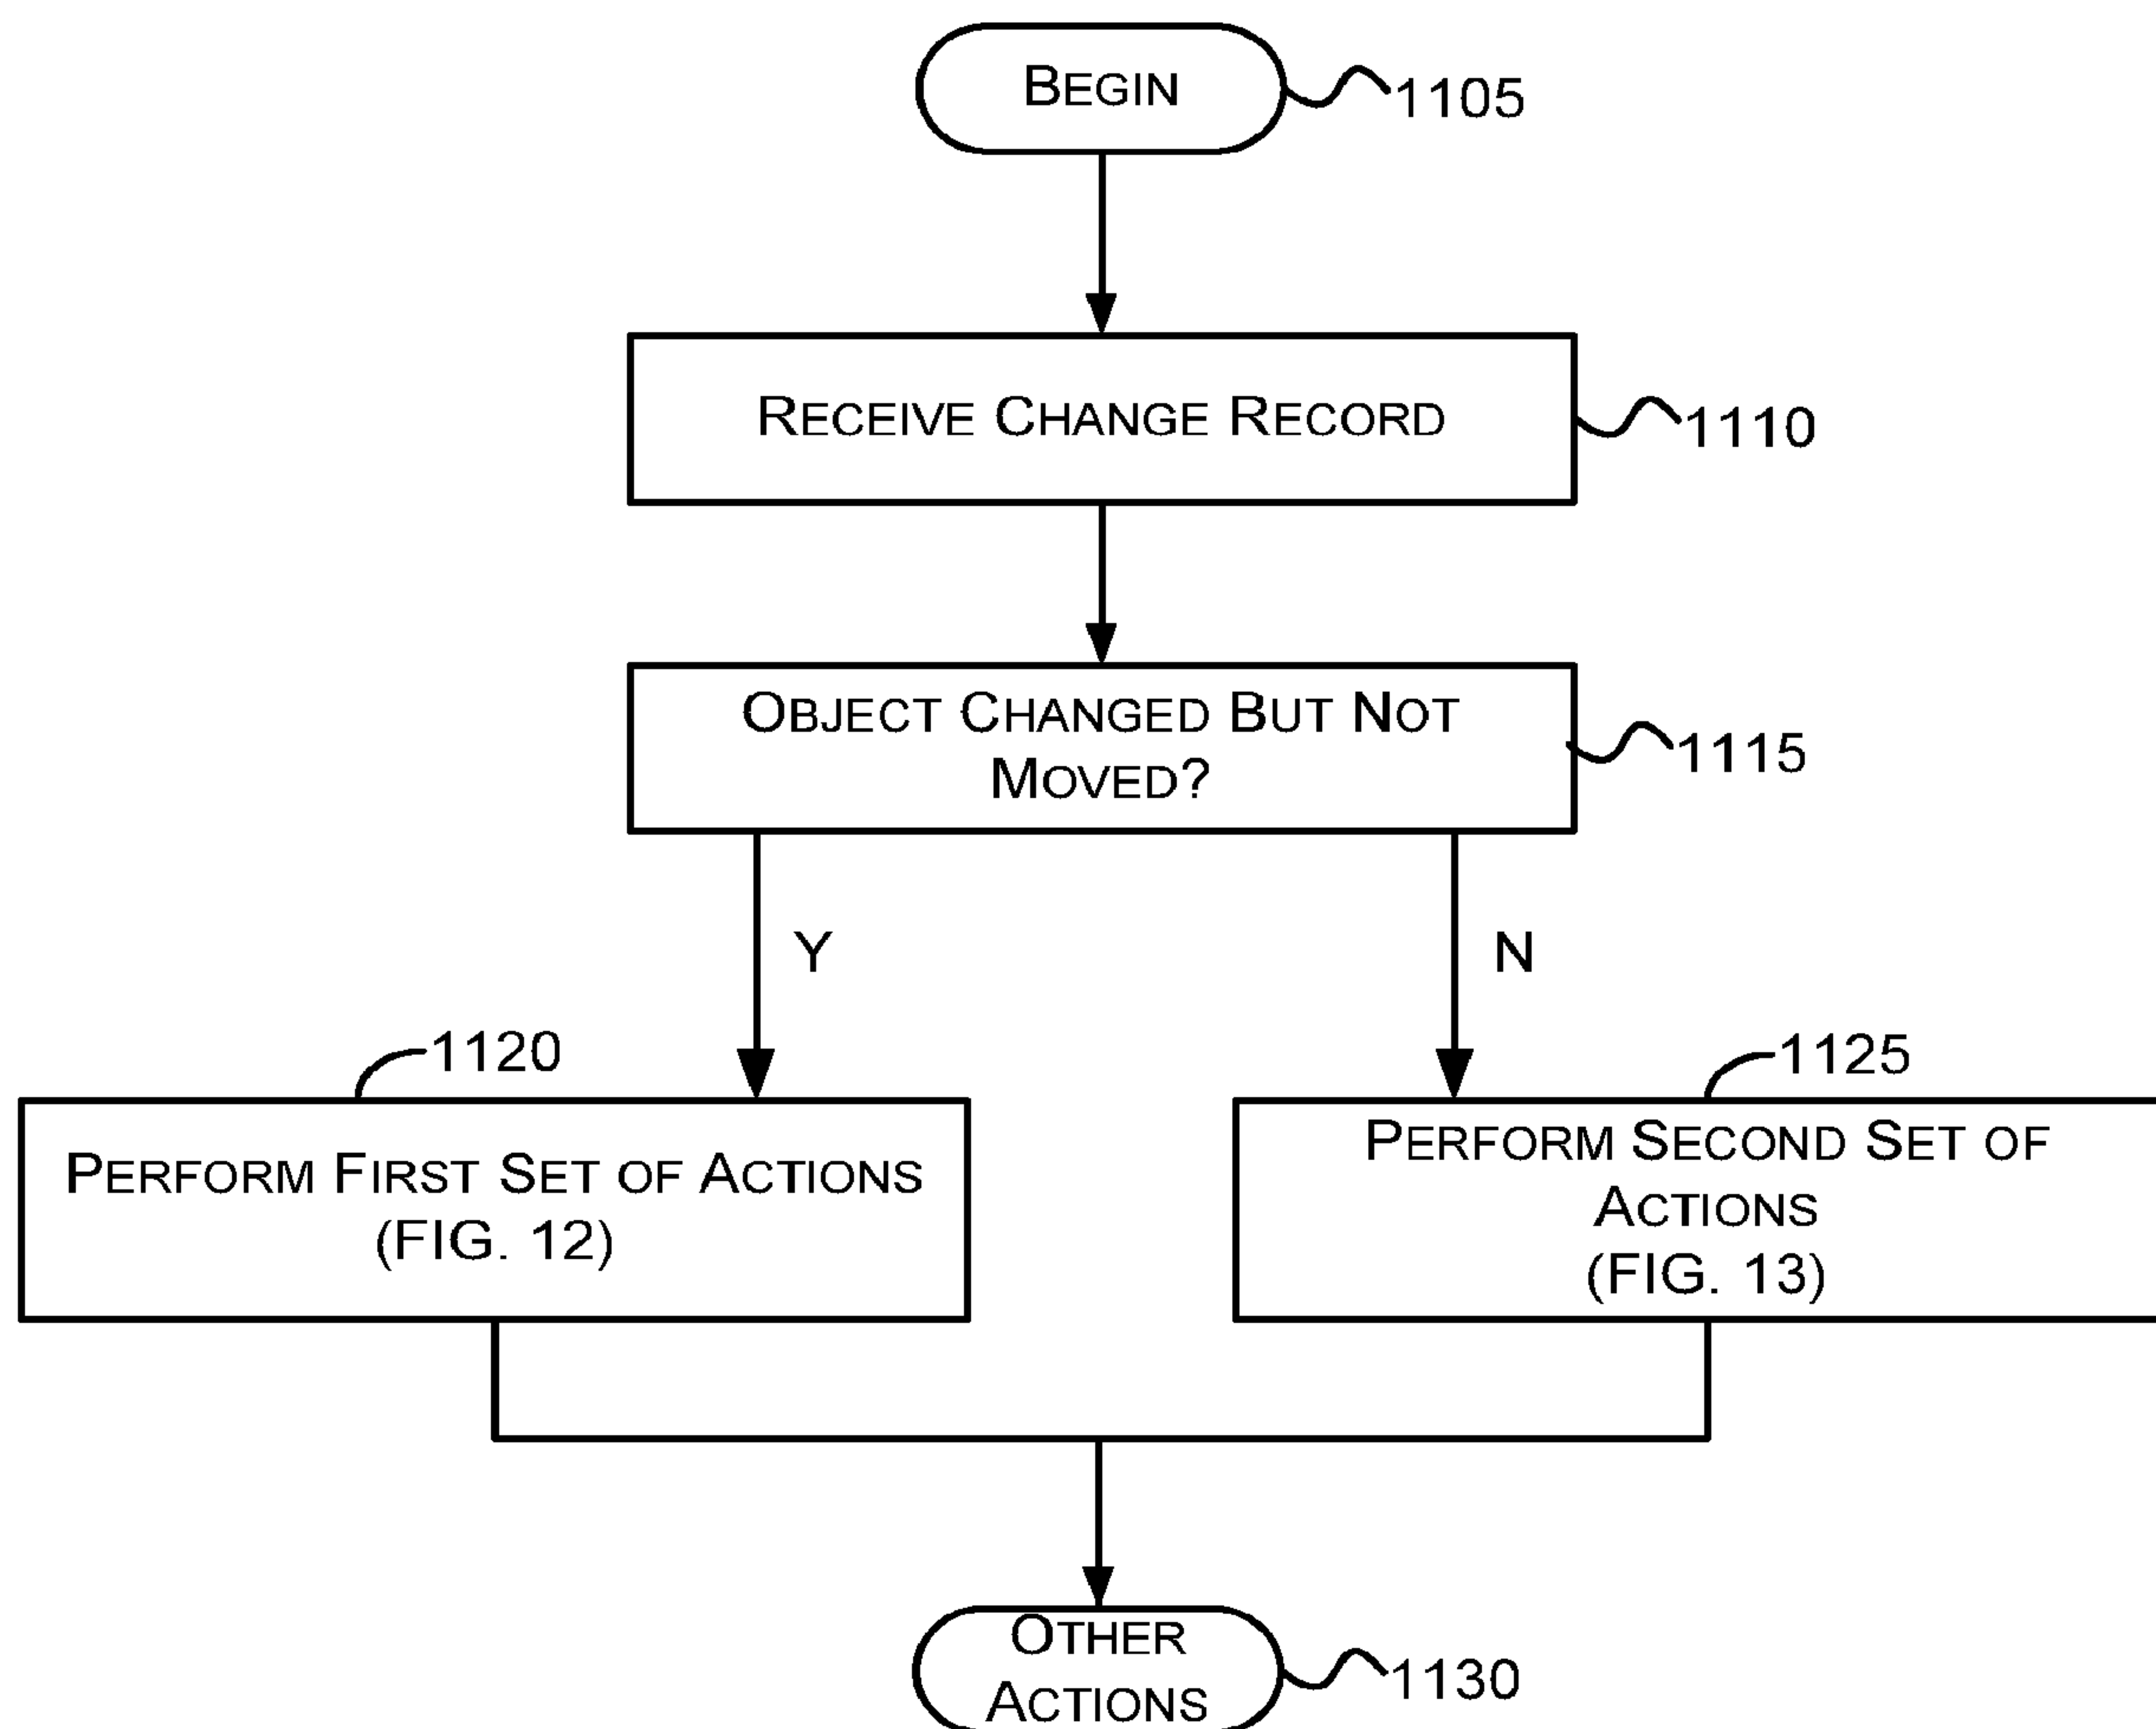 BEGIN
1105
RECEIVE CHANGE RECORD
1110
OBJECT CHANGED BUT NOT
MOVED?
1115
Y
N
1120
1125
PERFORM FIRST SET OF ACTIONS
(FIG. 12)
PERFORM SECOND SET OF
ACTIONS
(FIG. 13)
OTHER
ACTIONS
1130